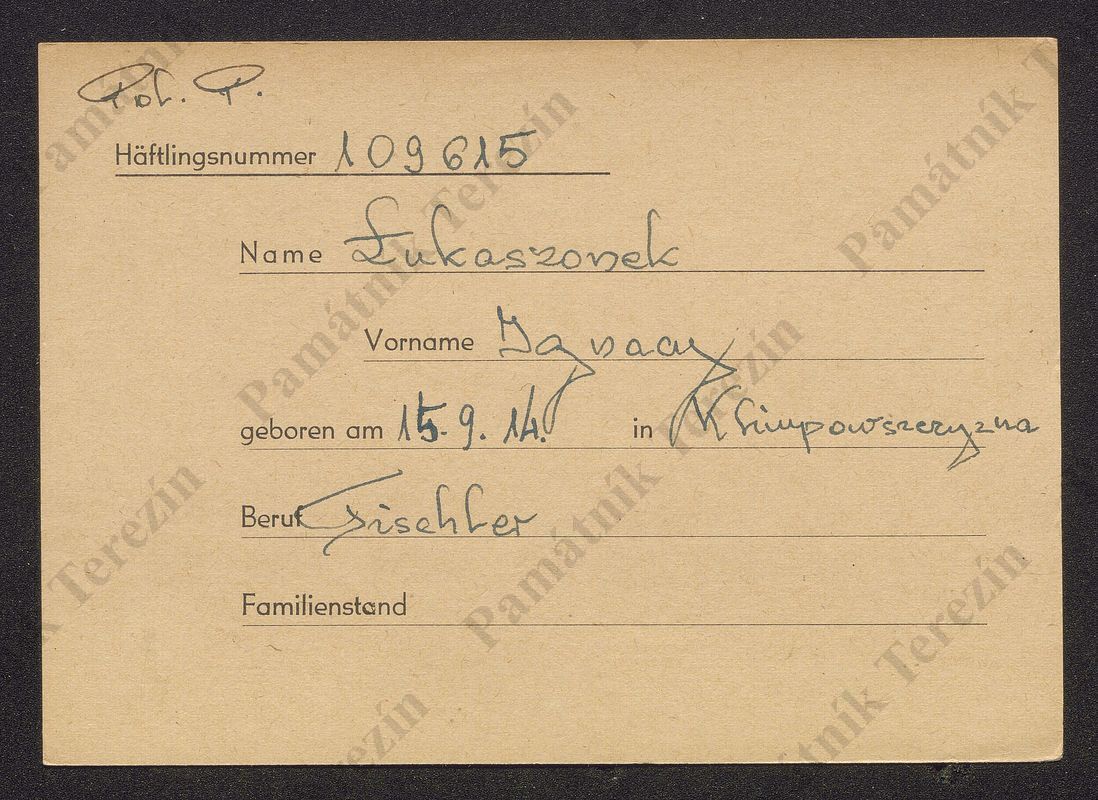 Pol. P.
Häftlingsnummer 109615
Name Łukaszonek
Vorname Ignacy
geboren am 15.9.14. in
Beruf Tischler
Familienstand
Památník Terezín